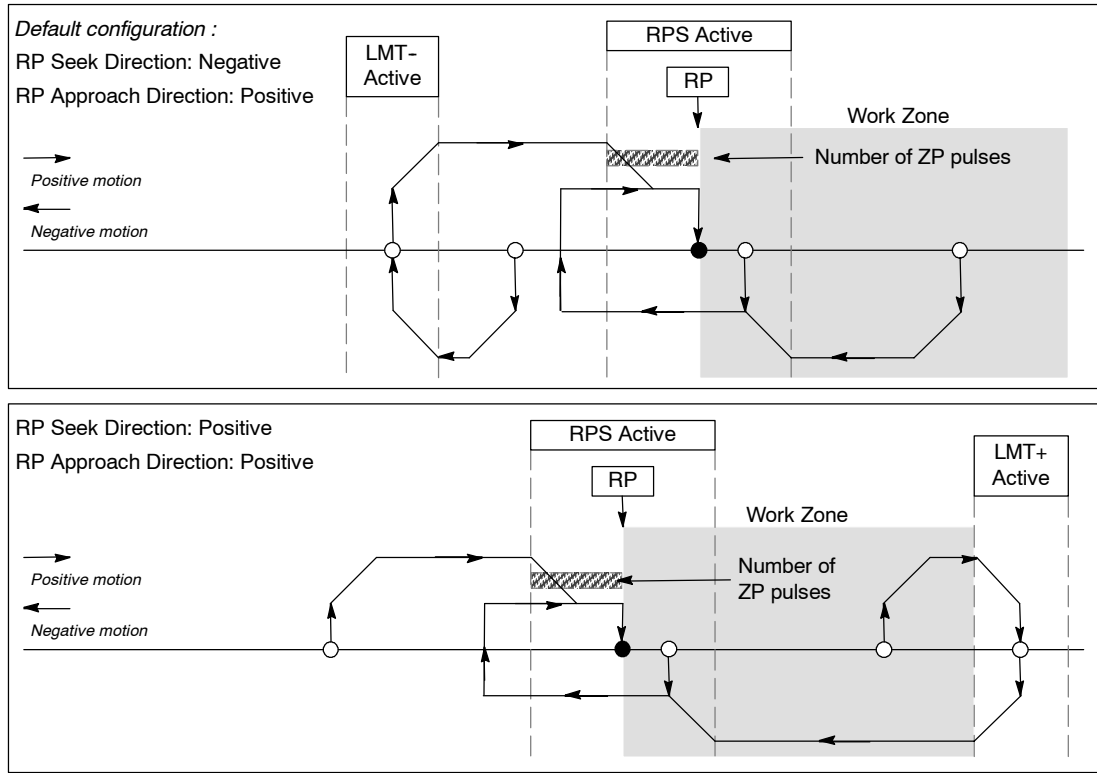 Default configuration :
RP Seek Direction: Negative
RP Approach Direction: Positive
LMT-
Active
RPS Active
RP
Work Zone
Number of ZP pulses
Positive motion
Negative motion
RP Seek Direction: Positive
RP Approach Direction: Positive
RPS Active
LMT+
Active
RP
Work Zone
Number of
ZP pulses
Positive motion
Negative motion